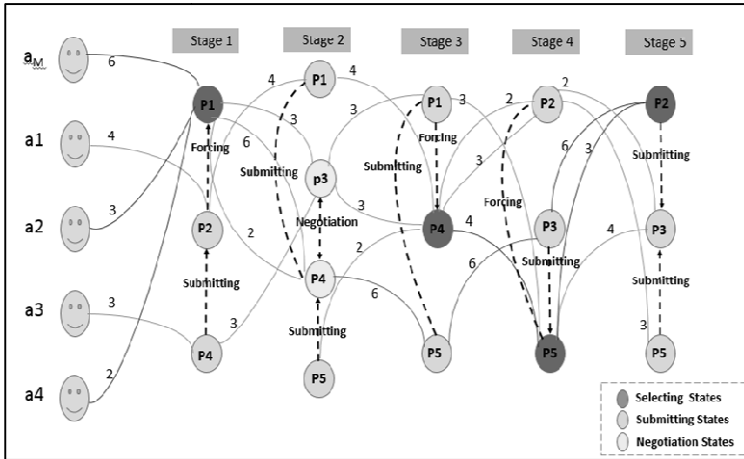 Stage 1 Stage 2 Stage 3 Stage 4 Stage 5
aM 6
a1 4
a2 3
a3 3
a4 2
P1
Forcing
P2
Submitting
P4
4
3
6
2
3
P1
Submitting
p3
Negotiation
P4
Submitting
P5
4
3
3
2
6
P1
Forcing
Submitting
P4
P5
3
2
3
4
6
P2
Forcing
P3
Submitting
P5
2
2
6
3
4
3
P2
Submitting
P3
Submitting
P5
Selecting States
Submitting States
Negotiation States